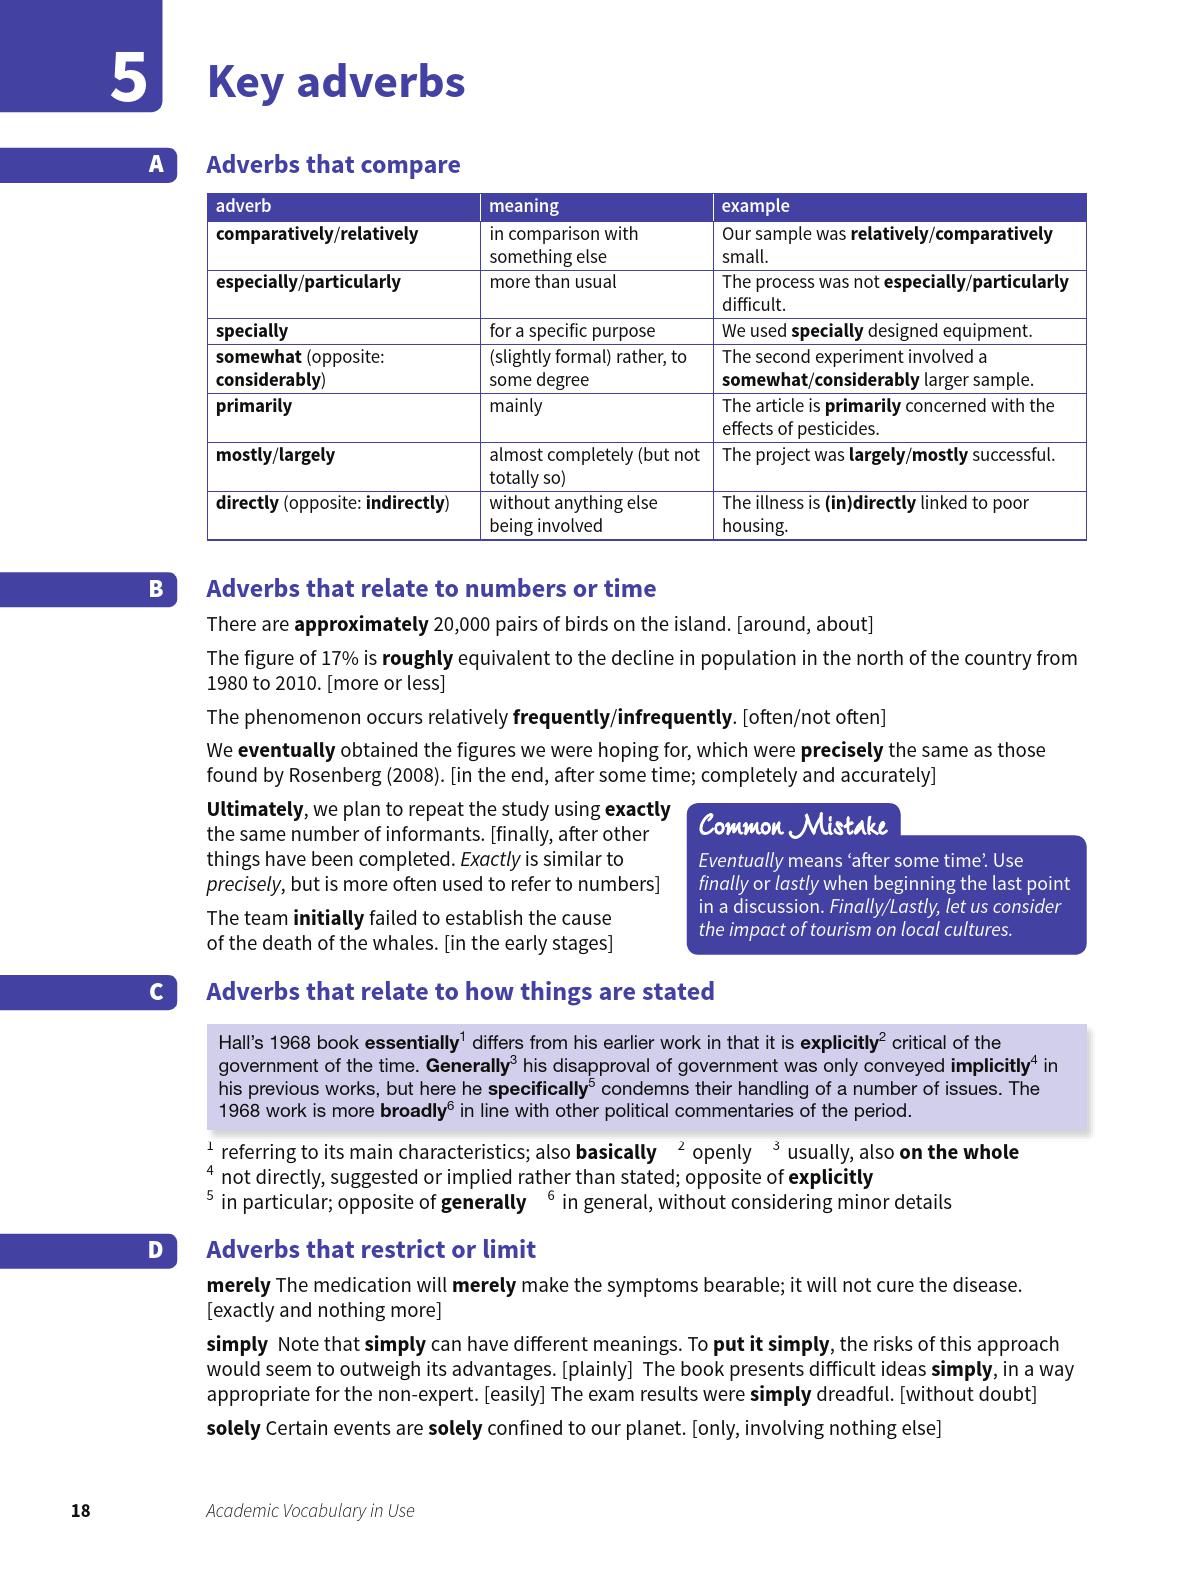 5
Key adverbs
A
Adverbs that compare
adverb meaning example
comparatively/relatively in comparison with something else Our sample was relatively/comparatively small.
especially/particularly more than usual The process was not especially/particularly difficult.
specially for a specific purpose We used specially designed equipment.
somewhat (opposite: considerably) (slightly formal) rather, to some degree The second experiment involved a somewhat/considerably larger sample.
primarily mainly The article is primarily concerned with the effects of pesticides.
mostly/largely almost completely (but not totally so) The project was largely/mostly successful.
directly (opposite: indirectly) without anything else being involved The illness is (in)directly linked to poor housing.
B
Adverbs that relate to numbers or time
There are approximately 20,000 pairs of birds on the island. [around, about]
The figure of 17% is roughly equivalent to the decline in population in the north of the country from
1980 to 2010. [more or less]
The phenomenon occurs relatively frequently/infrequently. [often/not often]
We eventually obtained the figures we were hoping for, which were precisely the same as those
found by Rosenberg (2008). [in the end, after some time; completely and accurately]
Ultimately, we plan to repeat the study using exactly
the same number of informants. [finally, after other
things have been completed. Exactly is similar to
precisely, but is more often used to refer to numbers]
The team initially failed to establish the cause
of the death of the whales. [in the early stages]
Common Mistake
Eventually means ‘after some time’. Use
finally or lastly when beginning the last point
in a discussion. Finally/Lastly, let us consider
the impact of tourism on local cultures.
C
Adverbs that relate to how things are stated
Hall’s 1968 book essentially1 differs from his earlier work in that it is explicitly2 critical of the
government of the time. Generally3 his disapproval of government was only conveyed implicitly4 in
his previous works, but here he specifically5 condemns their handling of a number of issues. The
1968 work is more broadly6 in line with other political commentaries of the period.
1 referring to its main characteristics; also basically 2 openly 3 usually, also on the whole
4 not directly, suggested or implied rather than stated; opposite of explicitly
5 in particular; opposite of generally 6 in general, without considering minor details
D
Adverbs that restrict or limit
merely The medication will merely make the symptoms bearable; it will not cure the disease.
[exactly and nothing more]
simply Note that simply can have different meanings. To put it simply, the risks of this approach
would seem to outweigh its advantages. [plainly] The book presents difficult ideas simply, in a way
appropriate for the non-expert. [easily] The exam results were simply dreadful. [without doubt]
solely Certain events are solely confined to our planet. [only, involving nothing else]
18 Academic Vocabulary in Use